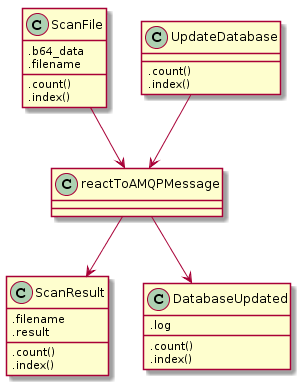 C ScanFile
.b64_data
.filename
.count()
.index()
C UpdateDatabase
.count()
.index()
C reactToAMQPMessage
C ScanResult
.filename
.result
.count()
.index()
C DatabaseUpdated
.log
.count()
.index()